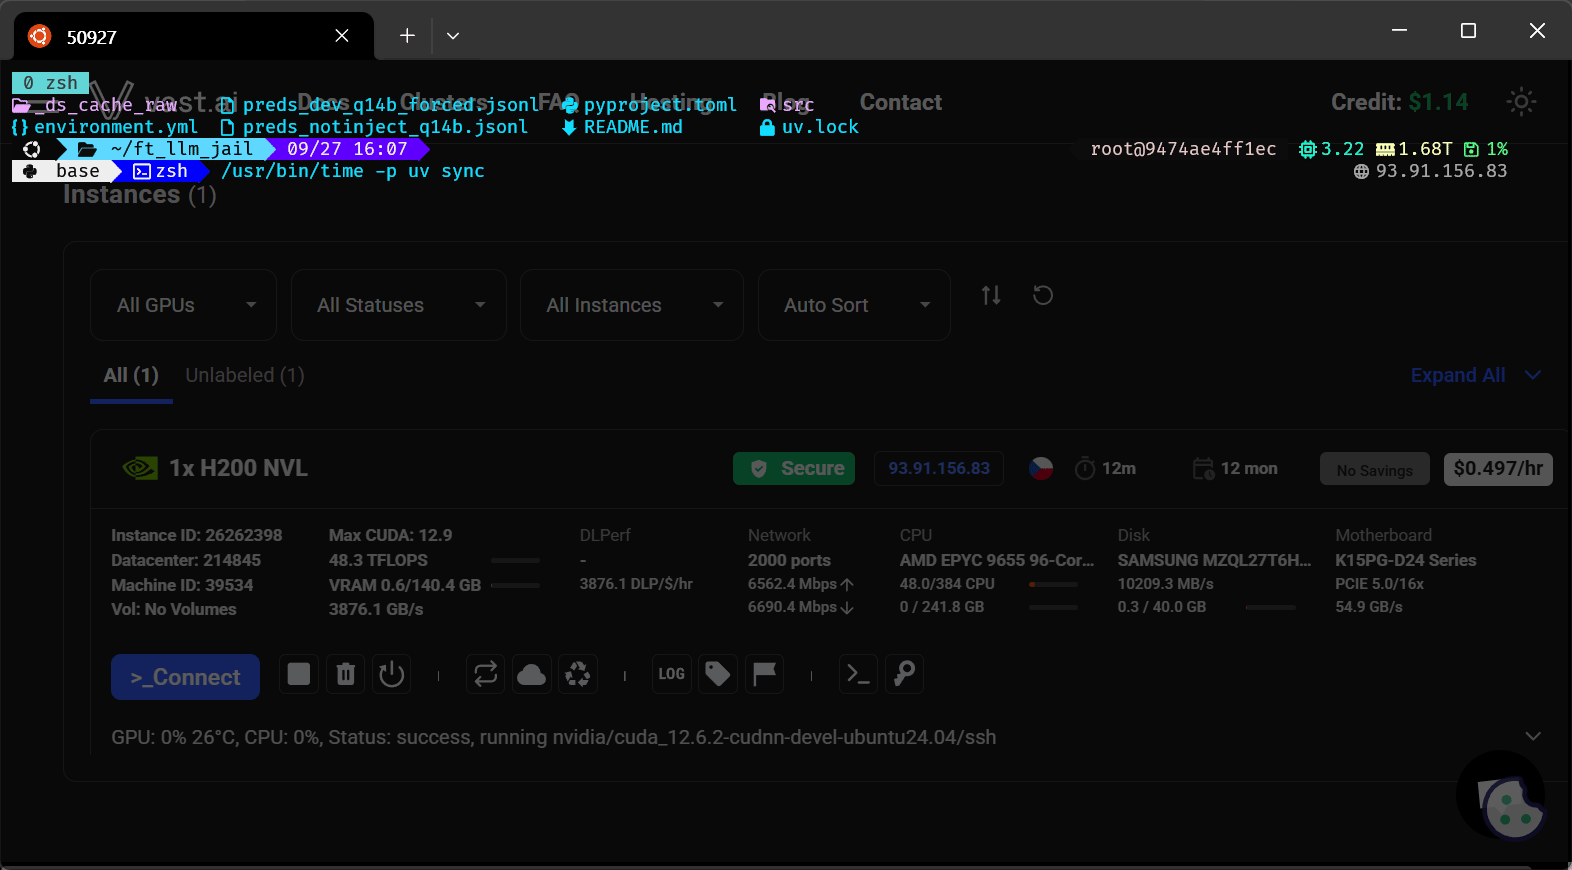 50927
0 zsh
_ds_cache_raw preds_dev_q14b_forced.jsonl pyproject.toml src
vast.ai Docs Clusters FAQ Hosting Blog Contact Credit: $1.14
{} environment.yml preds_notinject_q14b.jsonl README.md uv.lock
~/ft_llm_jail 09/27 16:07 root@9474ae4ff1ec 3.22 1.68T 1%
base zsh /usr/bin/time -p uv sync 93.91.156.83
Instances (1)
All GPUs All Statuses All Instances Auto Sort
All (1) Unlabeled (1) Expand All
1x H200 NVL Secure 93.91.156.83 12m 12 mon No Savings $0.497/hr
Instance ID: 26262398 Max CUDA: 12.9 DLPerf Network CPU Disk Motherboard
Datacenter: 214845 48.3 TFLOPS - 2000 ports AMD EPYC 9655 96-Cor... SAMSUNG MZQL27T6H... K15PG-D24 Series
Machine ID: 39534 VRAM 0.6/140.4 GB 3876.1 DLP/$/hr 6562.4 Mbps↑ 48.0/384 CPU 10209.3 MB/s PCIE 5.0/16x
Vol: No Volumes 3876.1 GB/s 6690.4 Mbps↓ 0 / 241.8 GB 0.3 / 40.0 GB 54.9 GB/s
>_Connect LOG
GPU: 0% 26°C, CPU: 0%, Status: success, running nvidia/cuda_12.6.2-cudnn-devel-ubuntu24.04/ssh